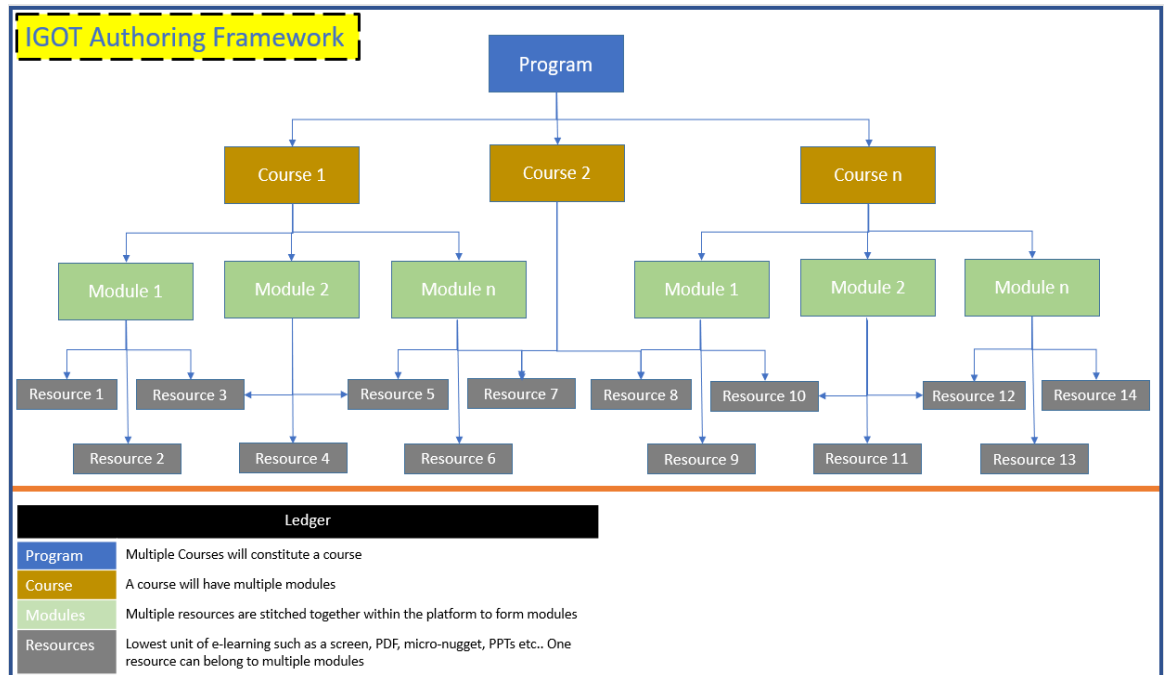 IGOT Authoring Framework
Program
Course 1
Course 2
Course n
Module 1
Module 2
Module n
Module 1
Module 2
Module n
Resource 1
Resource 3
Resource 5
Resource 7
Resource 8
Resource 10
Resource 12
Resource 14
Resource 2
Resource 4
Resource 6
Resource 9
Resource 11
Resource 13
Ledger
Program
Multiple Courses will constitute a course
Course
A course will have multiple modules
Modules
Multiple resources are stitched together within the platform to form modules
Resources
Lowest unit of e-learning such as a screen, PDF, micro-nugget, PPTs etc.. One
resource can belong to multiple modules